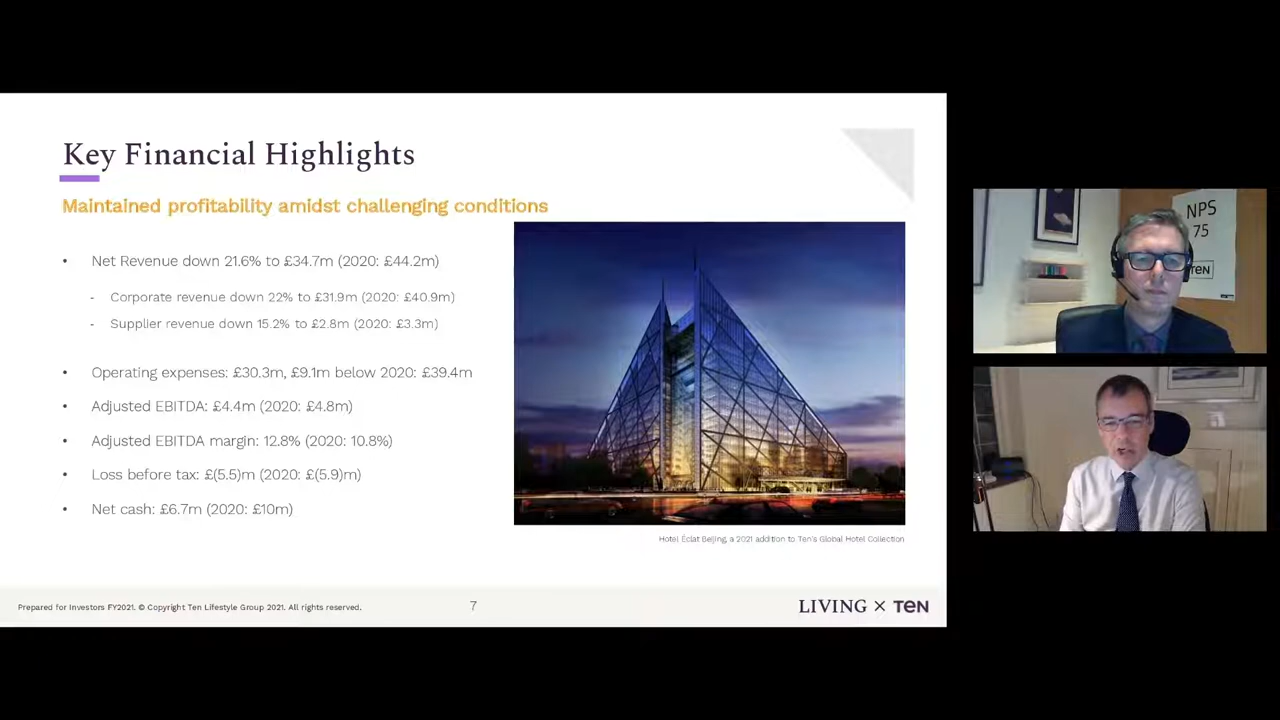 Key Financial Highlights
Maintained profitability amidst challenging conditions
• Net Revenue down 21.6% to £34.7m (2020: £44.2m)
- Corporate revenue down 22% to £31.9m (2020: £40.9m)
- Supplier revenue down 15.2% to £2.8m (2020: £3.3m)
• Operating expenses: £30.3m, £9.1m below 2020: £39.4m
• Adjusted EBITDA: £4.4m (2020: £4.8m)
• Adjusted EBITDA margin: 12.8% (2020: 10.8%)
• Loss before tax: £(5.5)m (2020: £(5.9)m)
• Net cash: £6.7m (2020: £10m)
Hotel Éclat Beijing, a 2021 addition to Ten's Global Hotel Collection
Prepared for Investors FY2021. © Copyright Ten Lifestyle Group 2021. All rights reserved.
7
LIVING × TEN
NPS
75
TEN